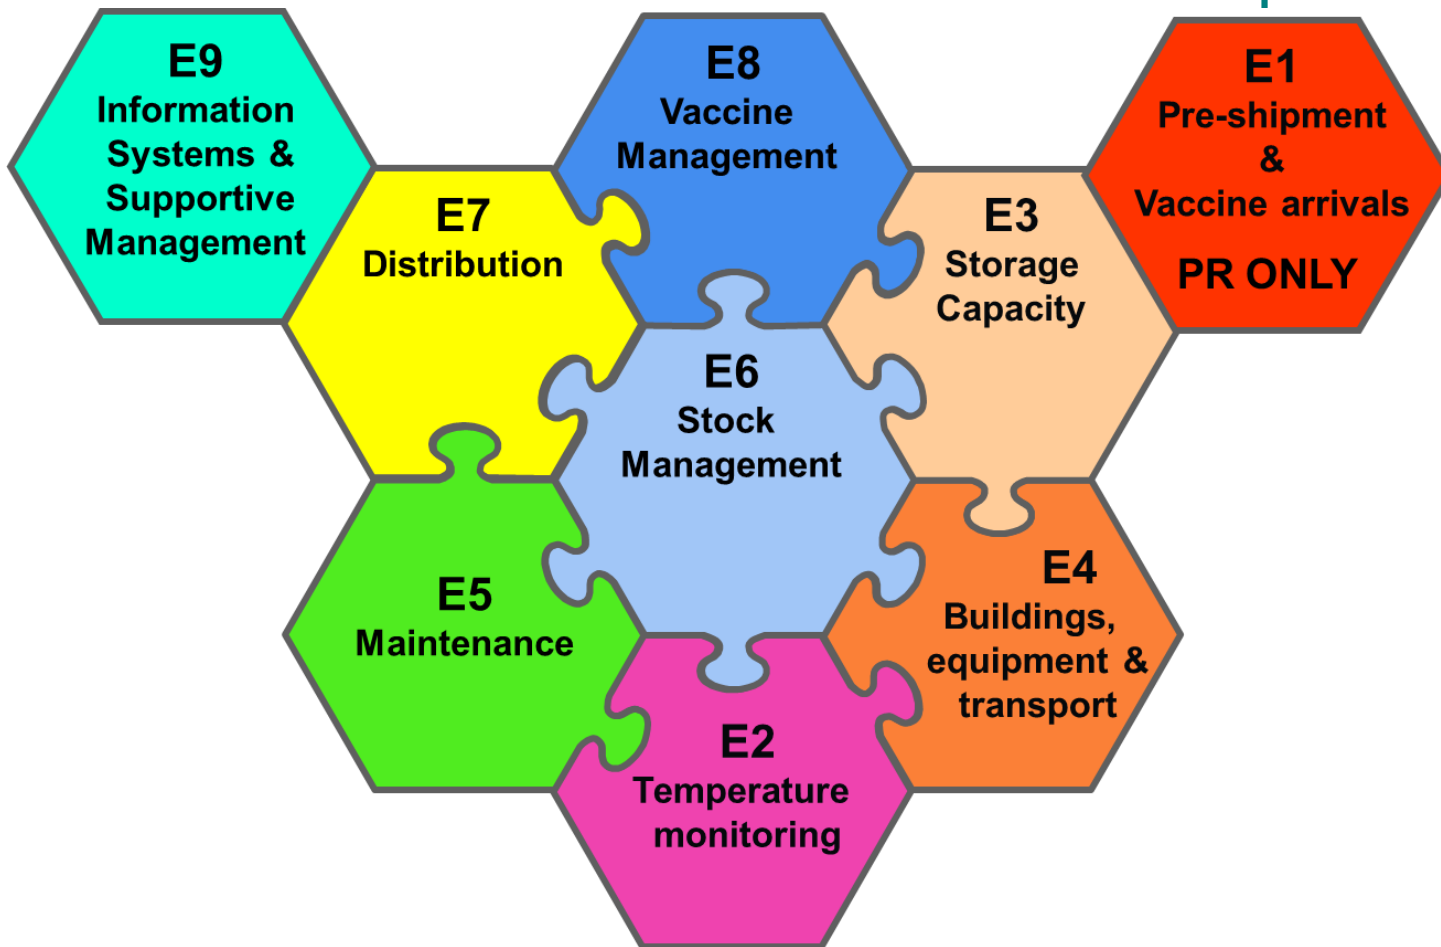 E9
Information
Systems &
Supportive
Management
E8
Vaccine
Management
E1
Pre-shipment
&
Vaccine arrivals
PR ONLY
E7
Distribution
E3
Storage
Capacity
E6
Stock
Management
E5
Maintenance
E4
Buildings,
equipment &
transport
E2
Temperature
monitoring